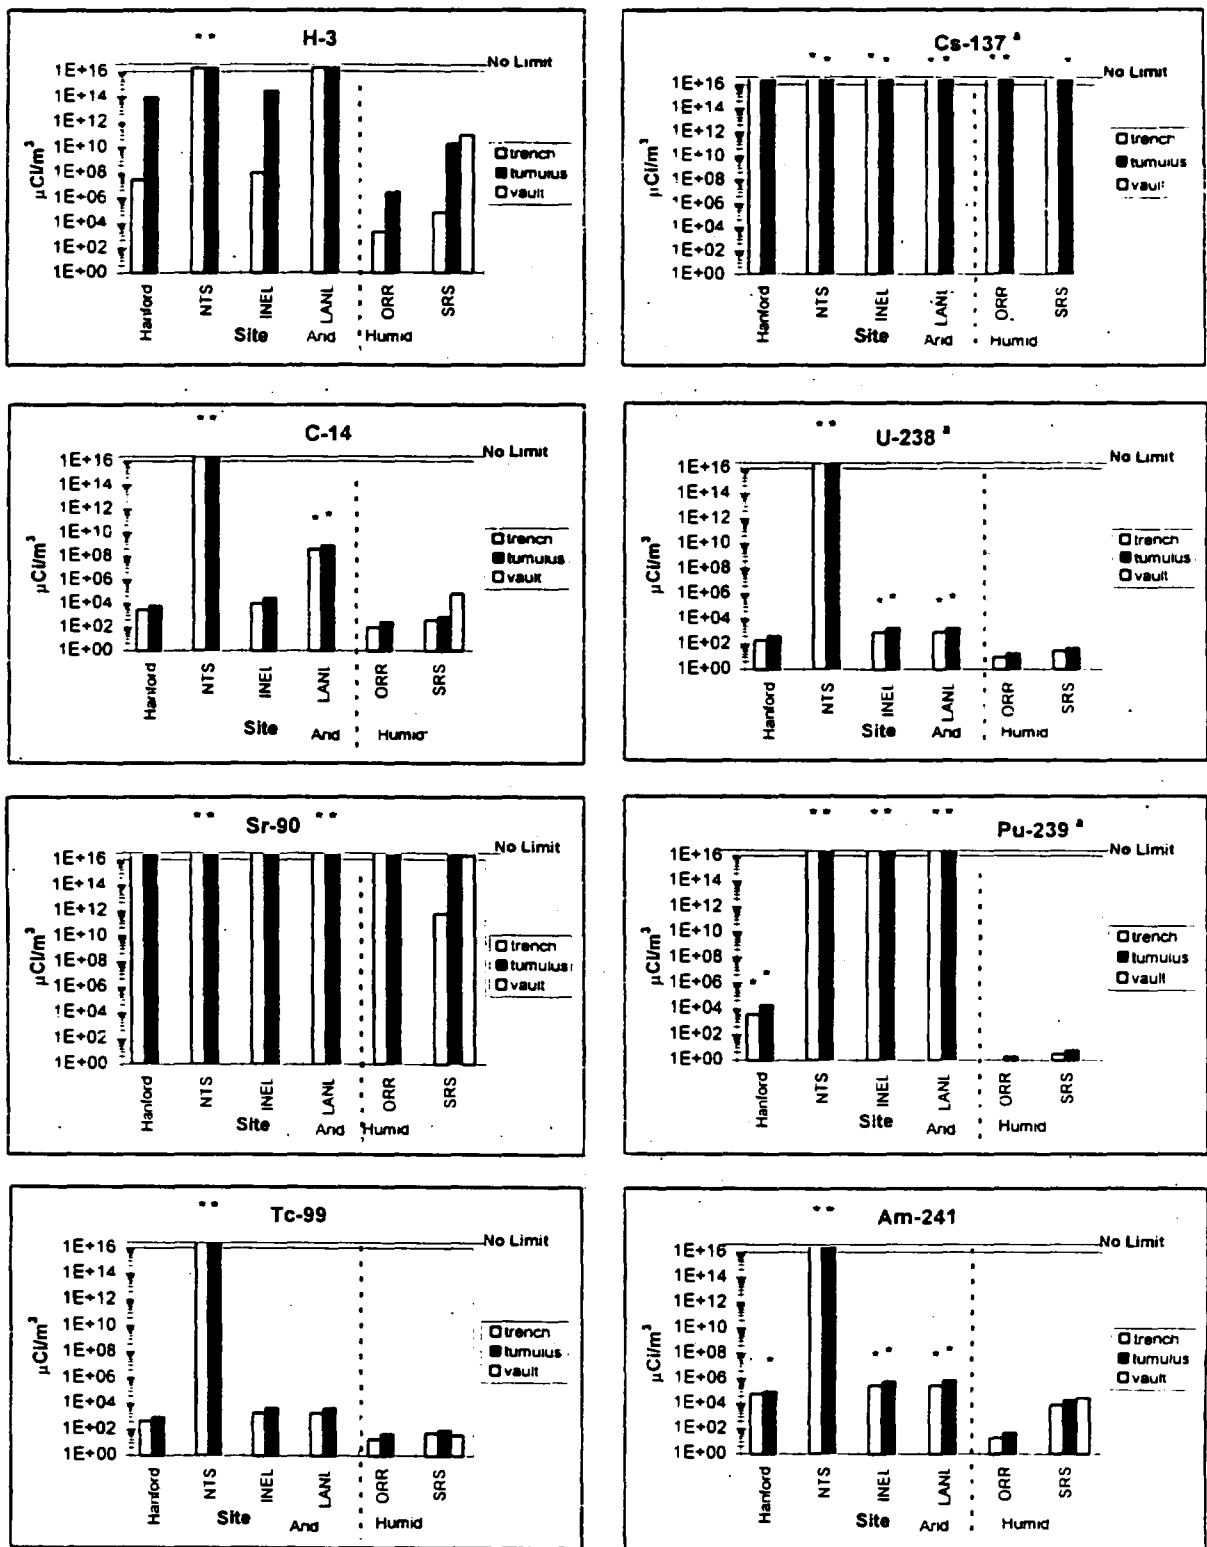 * *
H-3
No Limit
1E+16
1E+14
1E+12
1E+10
1E+08
1E+06
1E+04
1E+02
1E+00
µCi/m³
trench
tumulus
vault
Hanford
NTS
INEL
LANL
ORR
SRS
Site
Arid
Humid
Cs-137 ª
* * * * * * * * *
No Limit
1E+16
1E+14
1E+12
1E+10
1E+08
1E+06
1E+04
1E+02
1E+00
µCi/m³
trench
tumulus
vault
Hanford
NTS
INEL
LANL
ORR
SRS
Site
Arid
Humid
* *
C-14
No Limit
1E+16
1E+14
1E+12
1E+10
1E+08
1E+06
1E+04
1E+02
1E+00
* *
µCi/m³
trench
tumulus
vault
Hanford
NTS
INEL
LANL
ORR
SRS
Site
Arid
Humid
* *
U-238 ª
No Limit
1E+16
1E+14
1E+12
1E+10
1E+08
1E+06
1E+04
1E+02
1E+00
* * * *
µCi/m³
trench
tumulus
vault
Hanford
NTS
INEL
LANL
ORR
SRS
Site
Arid
Humid
* * * *
Sr-90
No Limit
1E+16
1E+14
1E+12
1E+10
1E+08
1E+06
1E+04
1E+02
1E+00
µCi/m³
trench
tumulus
vault
Hanford
NTS
INEL
LANL
ORR
SRS
Site
Arid
Humid
* * * * * *
Pu-239 ª
No Limit
1E+16
1E+14
1E+12
1E+10
1E+08
1E+06
1E+04
1E+02
1E+00
* *
µCi/m³
trench
tumulus
vault
Hanford
NTS
INEL
LANL
ORR
SRS
Site
Arid
Humid
* *
Tc-99
No Limit
1E+16
1E+14
1E+12
1E+10
1E+08
1E+06
1E+04
1E+02
1E+00
µCi/m³
trench
tumulus
vault
Hanford
NTS
INEL
LANL
ORR
SRS
Site
Arid
Humid
* *
Am-241
No Limit
1E+16
1E+14
1E+12
1E+10
1E+08
1E+06
1E+04
1E+02
1E+00
* * * * *
µCi/m³
trench
tumulus
vault
Hanford
NTS
INEL
LANL
ORR
SRS
Site
Arid
Humid